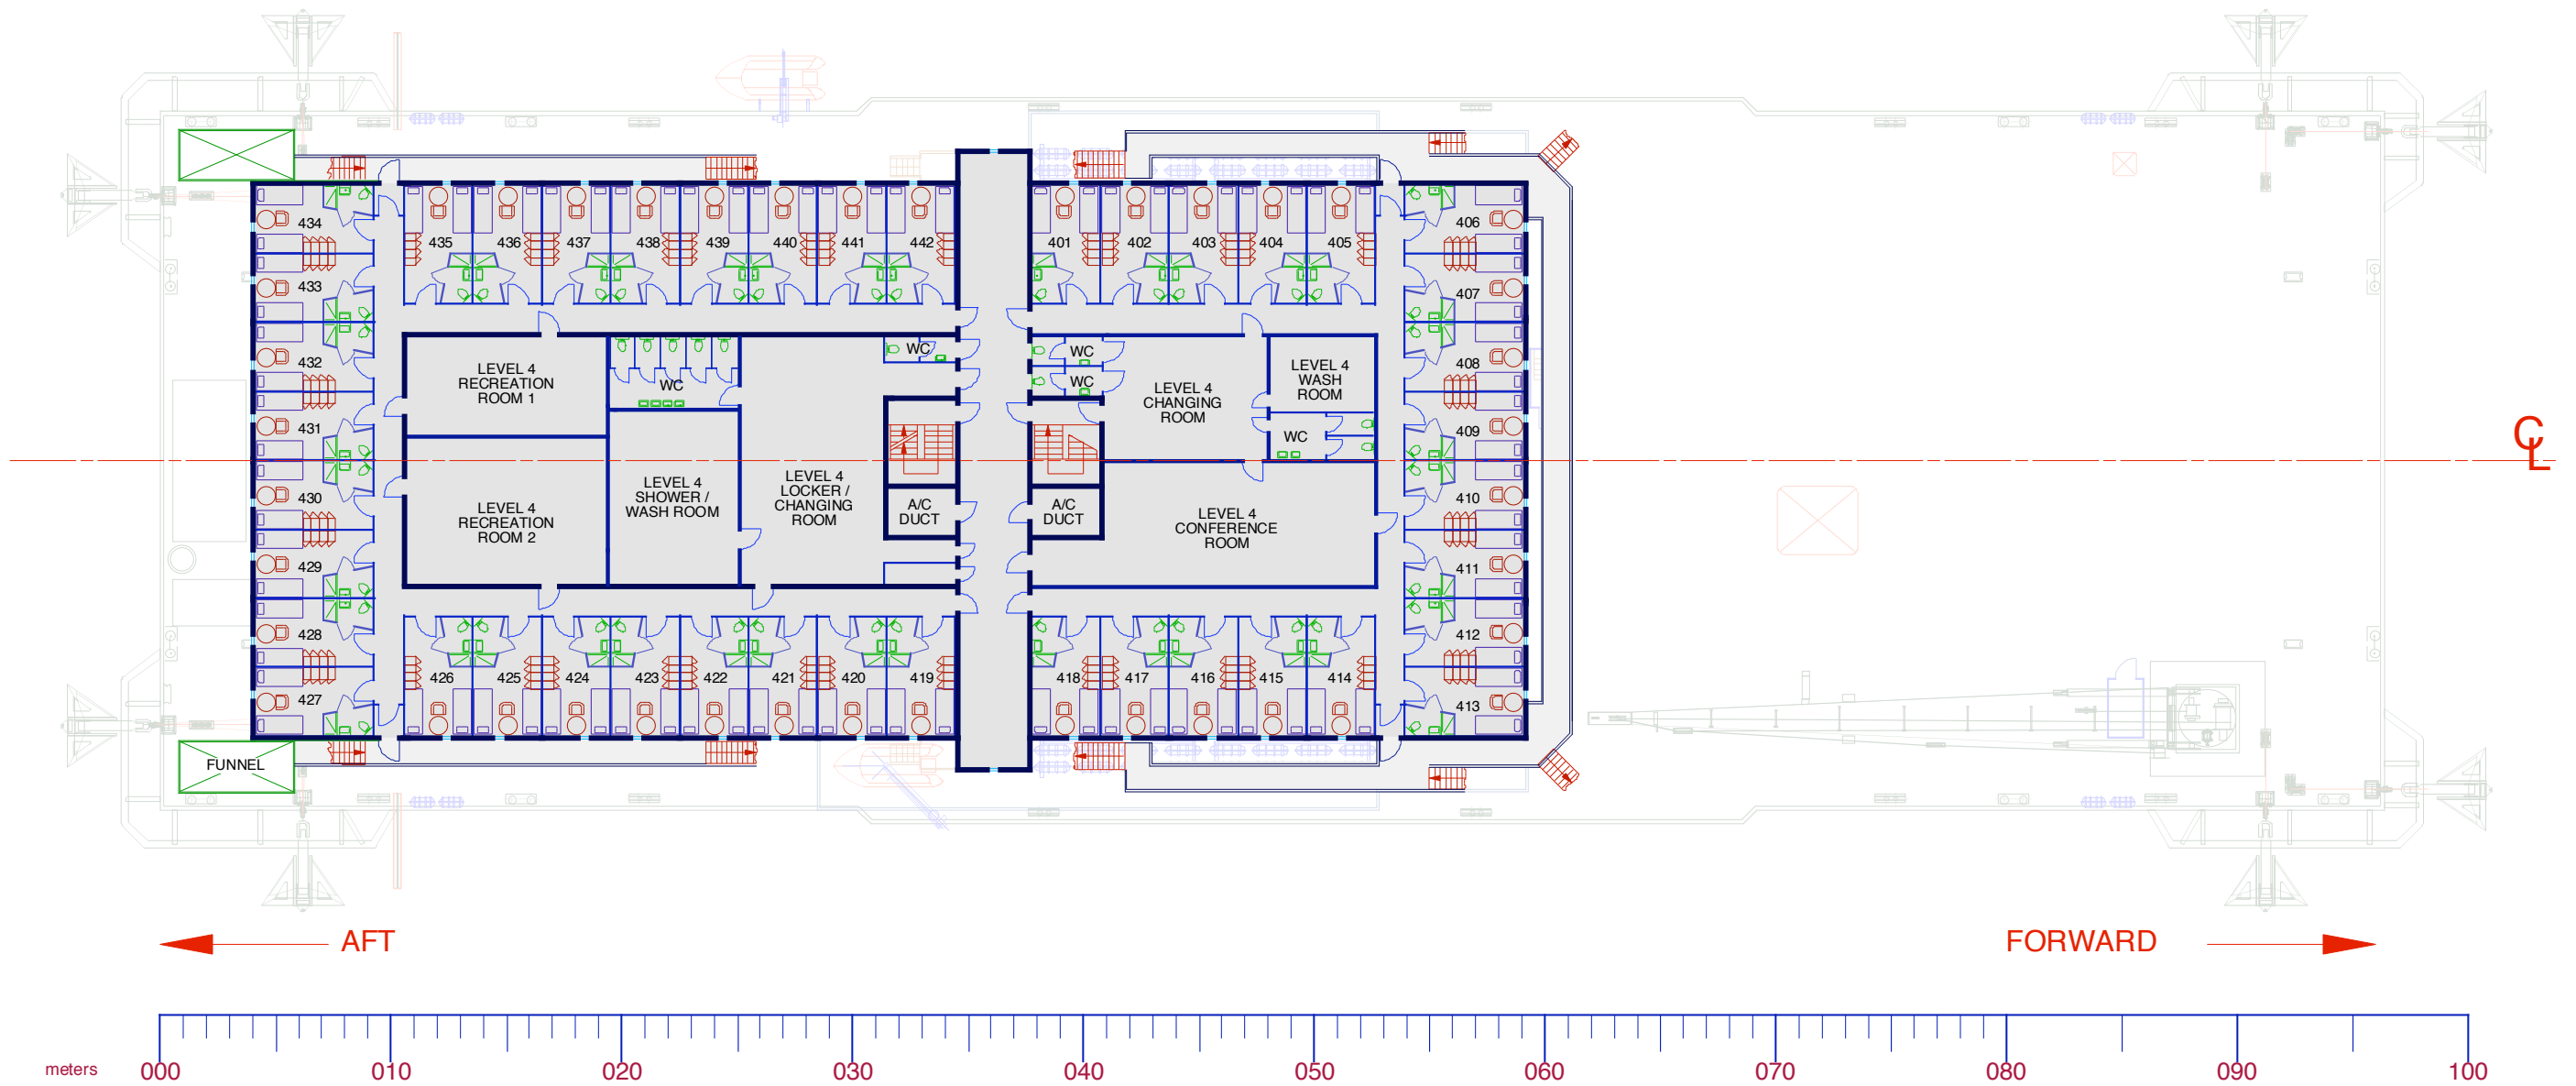 434
435
436
437
438
439
440
441
442
401
402
403
404
405
406
433
407
432
408
431
409
430
410
429
411
428
412
427
413
426
425
424
423
422
421
420
419
418
417
416
415
414
LEVEL 4
RECREATION
ROOM 1
WC
WC
WC
WC
LEVEL 4
CHANGING
ROOM
LEVEL 4
WASH
ROOM
WC
LEVEL 4
RECREATION
ROOM 2
LEVEL 4
SHOWER /
WASH ROOM
LEVEL 4
LOCKER /
CHANGING
ROOM
A/C
DUCT
A/C
DUCT
LEVEL 4
CONFERENCE
ROOM
CL
FUNNEL
AFT
FORWARD
meters
000
010
020
030
040
050
060
070
080
090
100